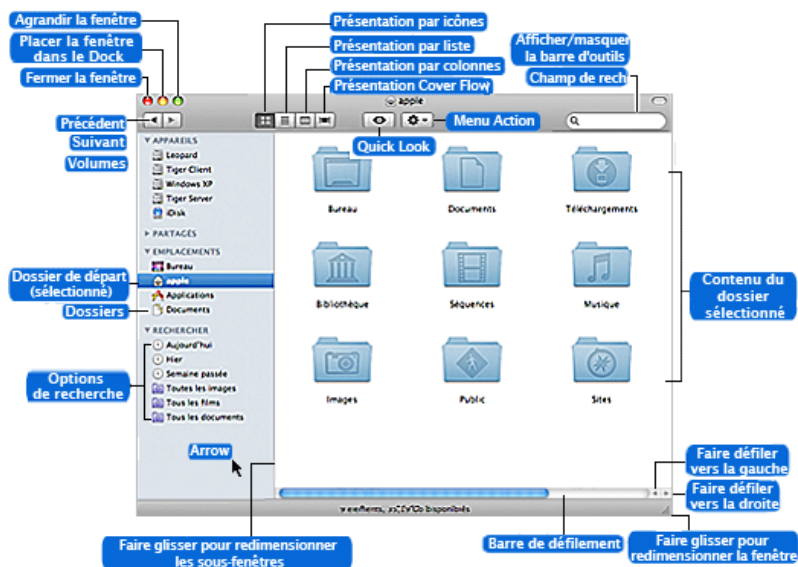 Agrandir la fenêtre
Placer la fenêtre
dans le Dock
Fermer la fenêtre
Présentation par icônes
Présentation par liste
Présentation par colonnes
Présentation Cover Flow
Afficher/masquer
la barre d'outils
Champ de rech
apple
Précédent
Suivant
Volumes
Quick Look
Menu Action
APPAREILS
Leopard
Tiger Client
Windows XP
Tiger Server
iDisk
PARTAGÉS
EMPLACEMENTS
Bureau
apple
Applications
Documents
RECHERCHER
Aujourd'hui
Hier
Semaine passée
Toutes les images
Tous les films
Tous les documents
Dossier de départ
(sélectionné)
Dossiers
Options
de recherche
Arrow
Bureau
Documents
Téléchargements
Bibliothèque
Séquences
Musique
Images
Public
Sites
Contenu du
dossier
sélectionné
Faire défiler
vers la gauche
Faire défiler
vers la droite
disponibles
Faire glisser pour redimensionner
les sous-fenêtres
Barre de défilement
Faire glisser pour
redimensionner la fenêtre